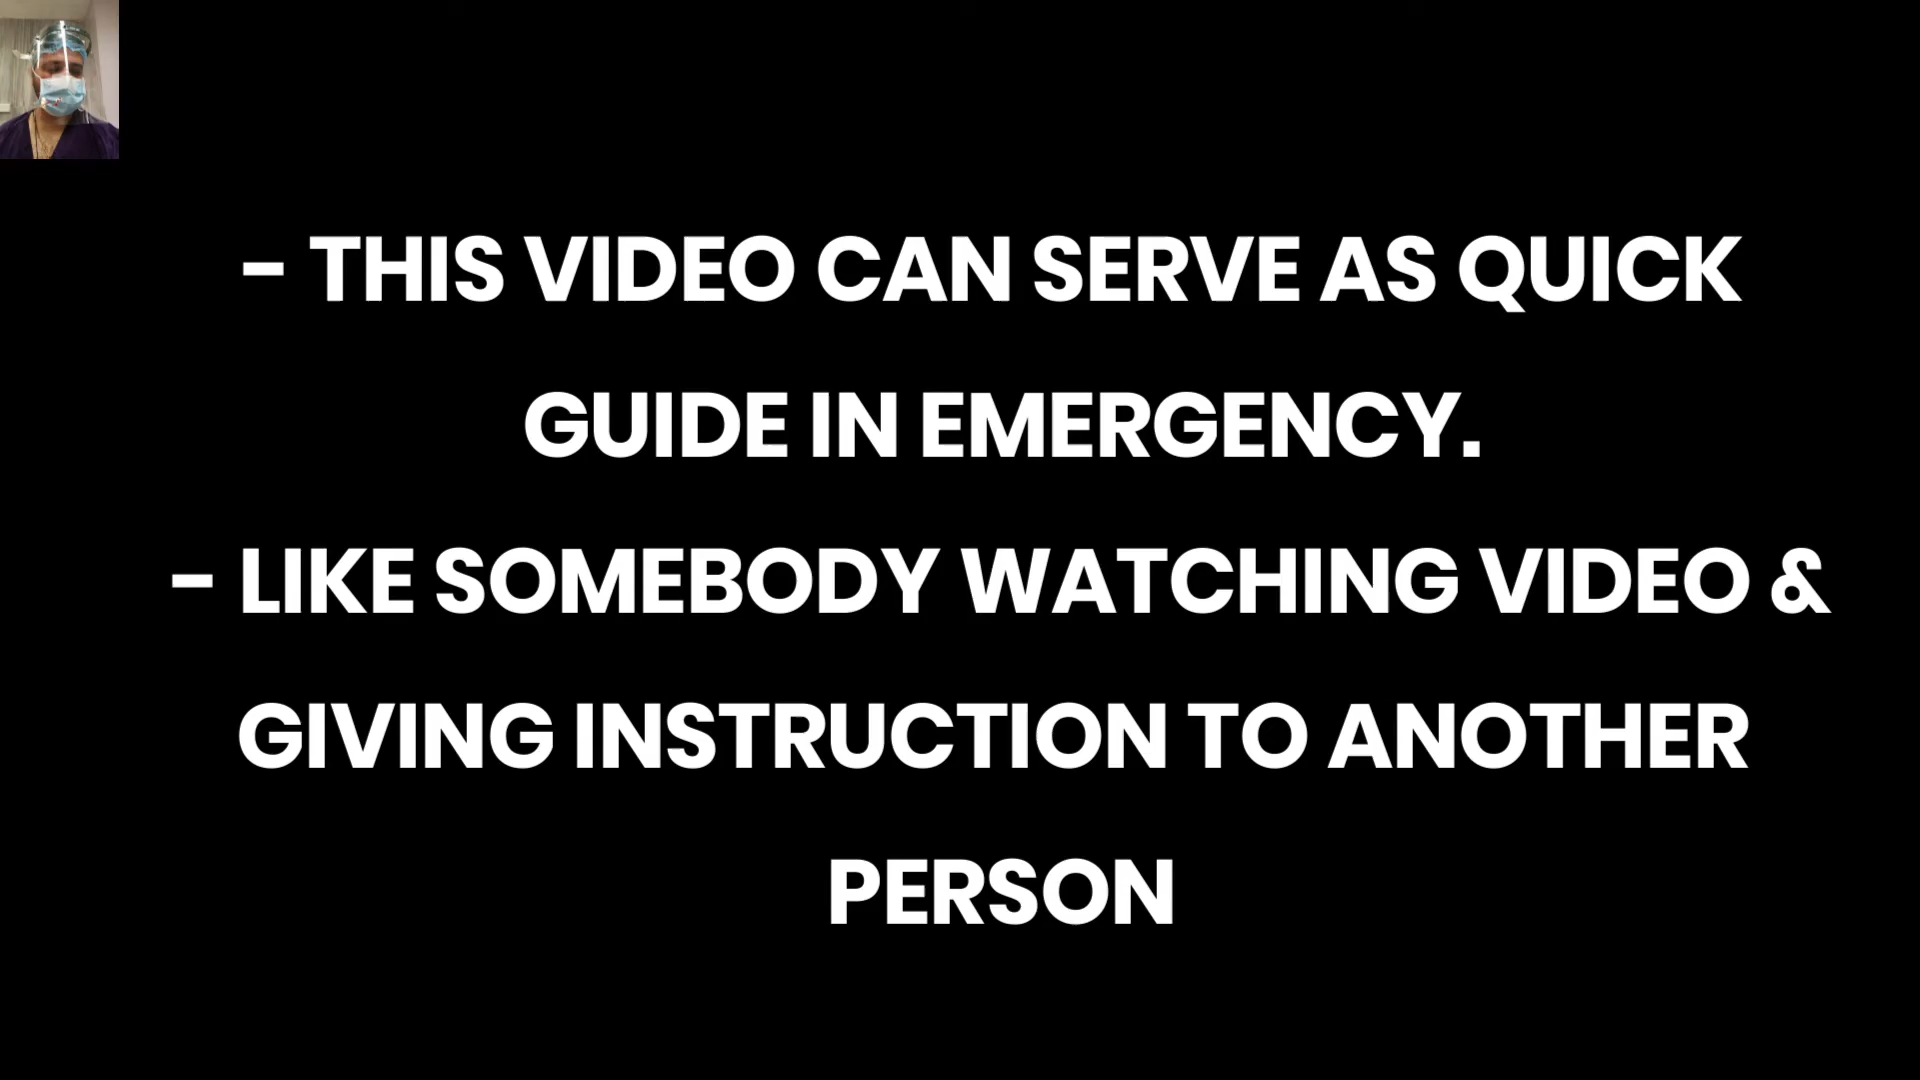 - THIS VIDEO CAN SERVE AS QUICK
GUIDE IN EMERGENCY.
- LIKE SOMEBODY WATCHING VIDEO &
GIVING INSTRUCTION TO ANOTHER
PERSON